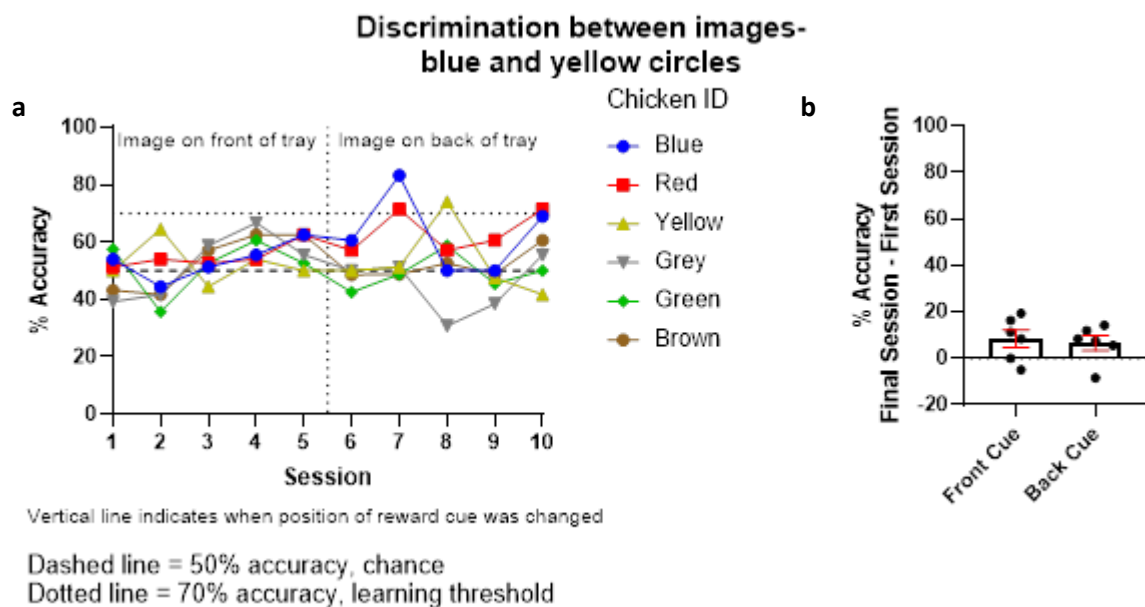 Discrimination between images-
blue and yellow circles
a
% Accuracy
100
80
60
40
20
0
Image on front of tray
Image on back of tray
1 2 3 4 5 6 7 8 9 10
Session
Chicken ID
Blue
Red
Yellow
Grey
Green
Brown
Vertical line indicates when position of reward cue was changed
Dashed line = 50% accuracy, chance
Dotted line = 70% accuracy, learning threshold
b
% Accuracy
Final Session - First Session
100
80
60
40
20
0
-20
Front Cue
Back Cue